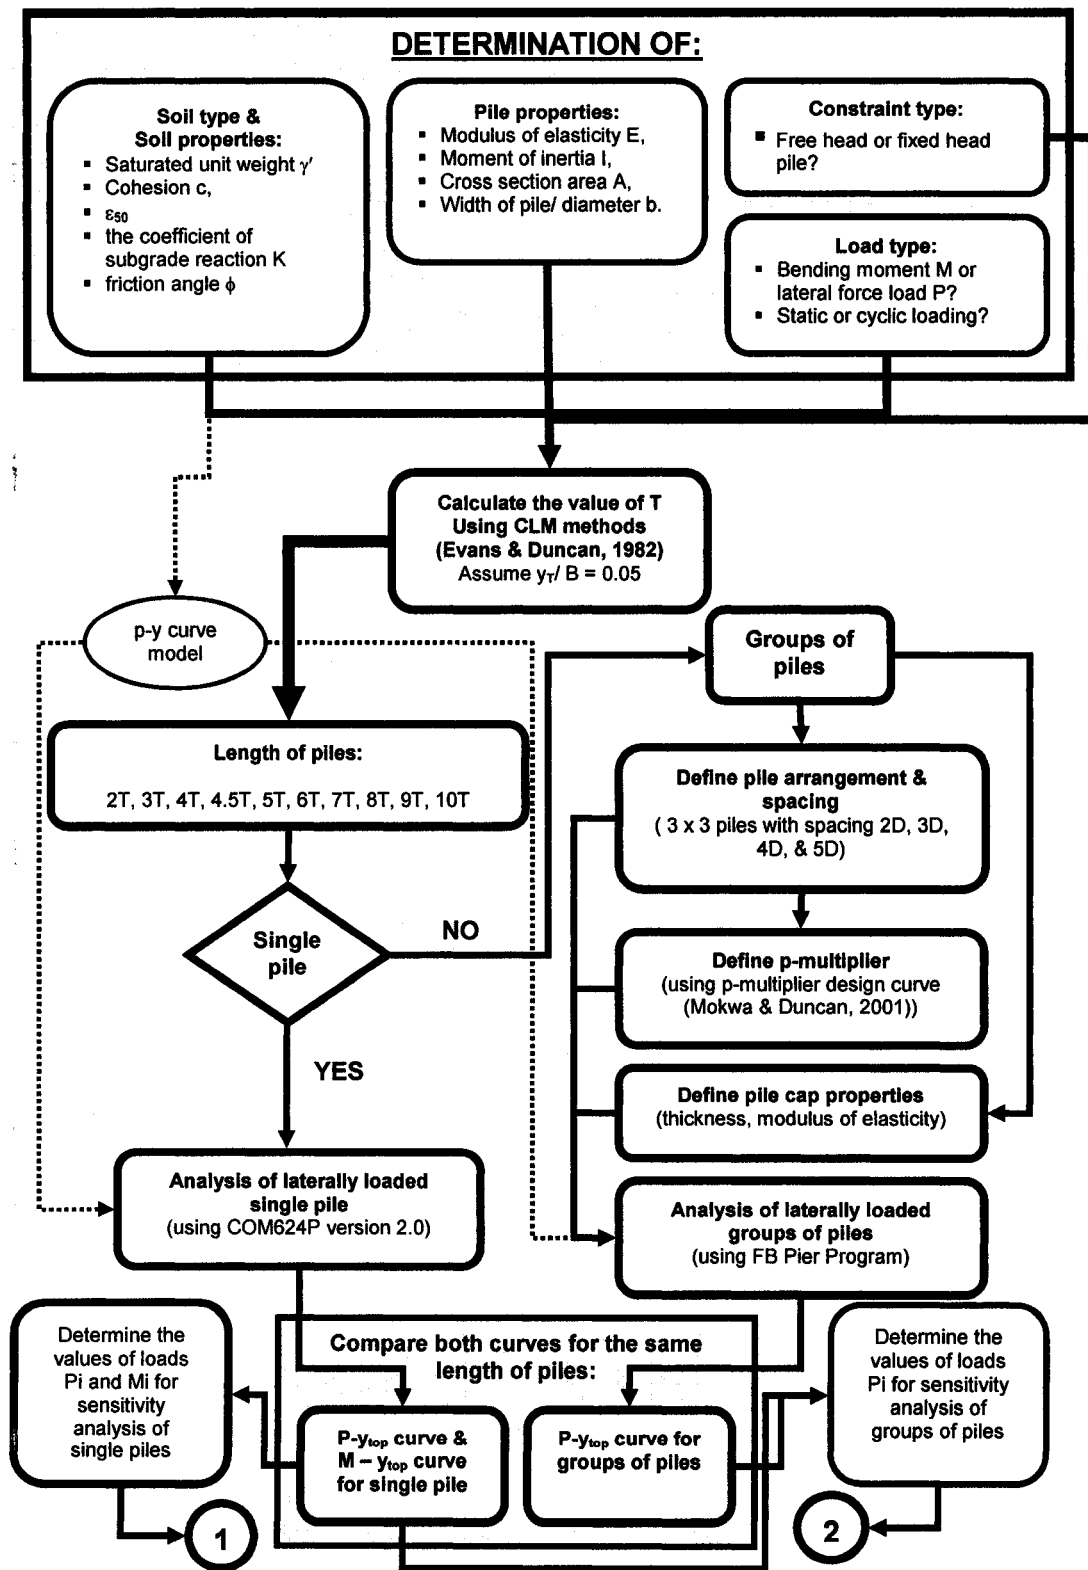 DETERMINATION OF:
Soil type &
Soil properties:
▪ Saturated unit weight γ'
▪ Cohesion c,
▪ ε50
▪ the coefficient of
subgrade reaction K
▪ friction angle ϕ
Pile properties:
▪ Modulus of elasticity E,
▪ Moment of inertia I,
▪ Cross section area A,
▪ Width of pile/ diameter b.
Constraint type:
▪ Free head or fixed head
pile?
Load type:
▪ Bending moment M or
lateral force load P?
▪ Static or cyclic loading?
Calculate the value of T
Using CLM methods
(Evans & Duncan, 1982)
Assume yT/ B = 0.05
p-y curve
model
Groups of
piles
Length of piles:
2T, 3T, 4T, 4.5T, 5T, 6T, 7T, 8T, 9T, 10T
Define pile arrangement &
spacing
( 3 x 3 piles with spacing 2D, 3D,
4D, & 5D)
Single
pile
NO
YES
Define p-multiplier
(using p-multiplier design curve
(Mokwa & Duncan, 2001))
Define pile cap properties
(thickness, modulus of elasticity)
Analysis of laterally loaded
single pile
(using COM624P version 2.0)
Analysis of laterally loaded
groups of piles
(using FB Pier Program)
Determine the
values of loads
Pi and Mi for
sensitivity
analysis of
single piles
Compare both curves for the same
length of piles:
P-ytop curve &
M – ytop curve
for single pile
P-ytop curve for
groups of piles
Determine the
values of loads
Pi for sensitivity
analysis of
groups of piles
1
2